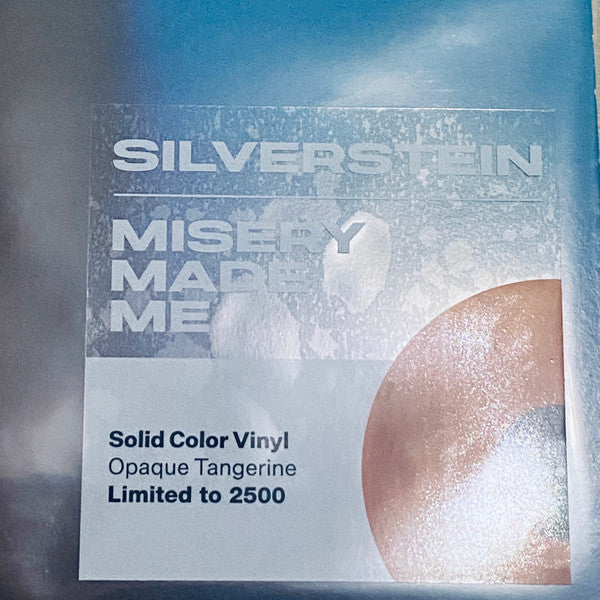 SILVERSTEIN
MISERY
MADE
ME
Solid Color Vinyl
Opaque Tangerine
Limited to 2500